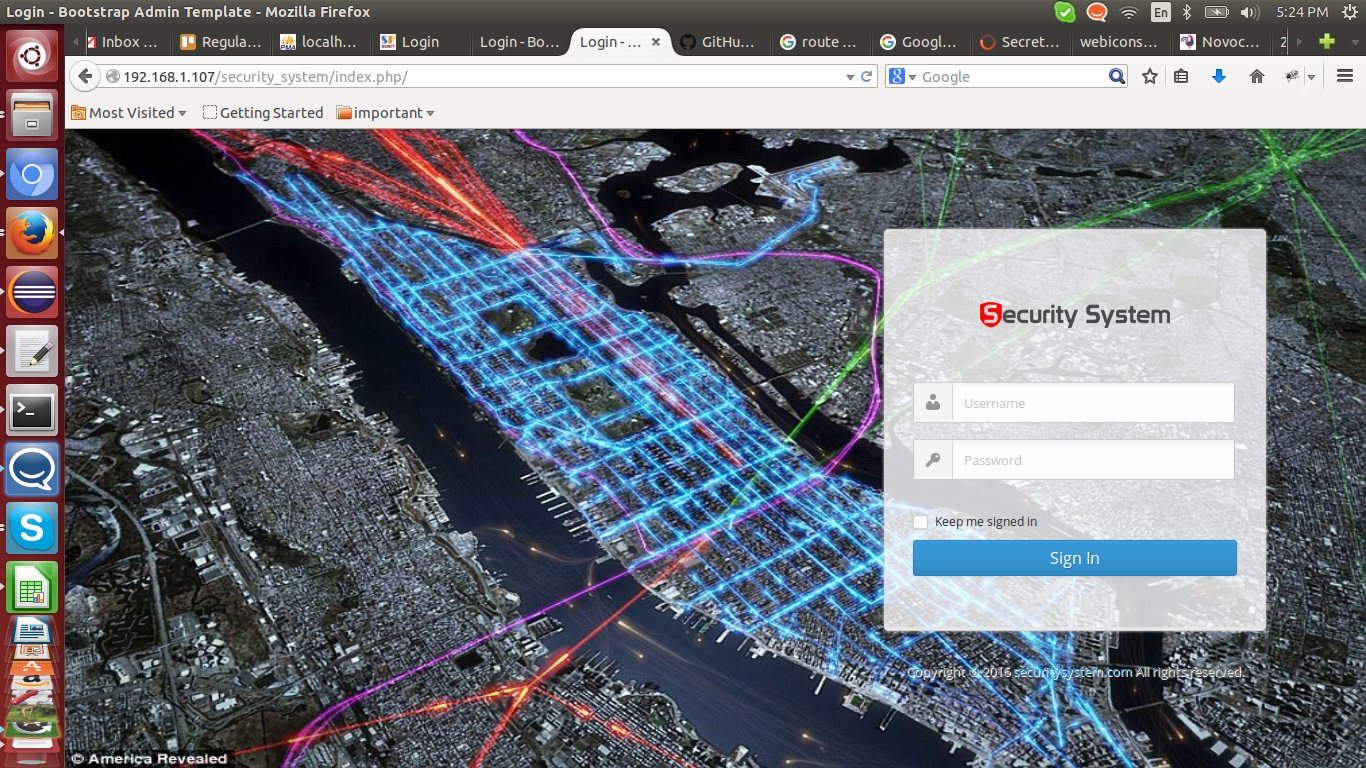 Login - Bootstrap Admin Template - Mozilla Firefox
En
5:24 PM
Inbox ...
Regula...
localh...
Login
Login - Bo...
Login - ...
GitHu...
route ...
Googl...
Secret...
webicons...
Novoc...
192.168.1.107/security_system/index.php/
Google
Most Visited
Getting Started
important
Security System
Username
Password
Keep me signed in
Sign In
Copyright © 2016 securitysystem.com All rights reserved.
© America Revealed